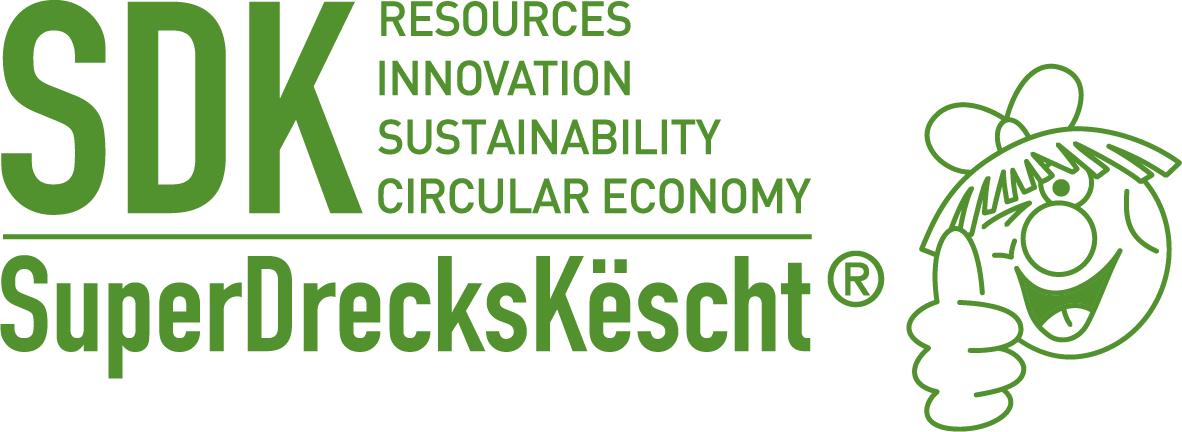 SDK
RESOURCES
INNOVATION
SUSTAINABILITY
CIRCULAR ECONOMY
SuperDrecksKëscht®